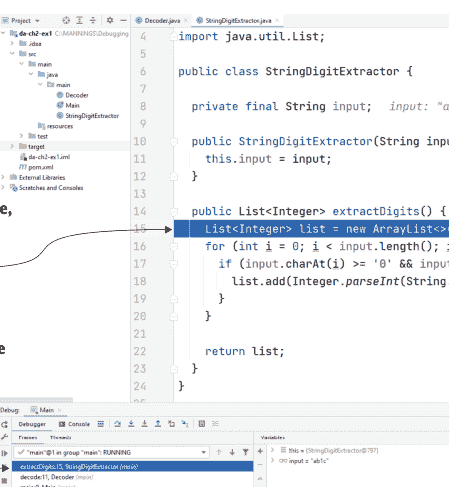 Project
Decoder.java
StringDigitExtractor.java
da-ch2-ex1 C:\MANNINGS\Debugging
.idea
src
main
java
main
Decoder
Main
StringDigitExtractor
resources
test
target
da-ch2-ex1.iml
pom.xml
External Libraries
Scratches and Consoles
e,
e
4 import java.util.List;
5
6 public class StringDigitExtractor {
7
8 private final String input; input: "a
9
10 public StringDigitExtractor(String inpu
11 this.input = input;
12 }
13
14 public List<Integer> extractDigits() {
15 List<Integer> list = new ArrayList<>(
16 for (int i = 0; i < input.length(); i
17 if (input.charAt(i) >= '0' && input
18 list.add(Integer.parseInt(String.
19 }
20 }
21
22 return list;
23 }
24 }
Debug: Main
Debugger Console
Frames Threads
"main"@1 in group "main": RUNNING
extractDigits:15, StringDigitExtractor (main)
decode:11, Decoder (main)
Variables
this = {StringDigitExtractor@797}
input = "ab1c"